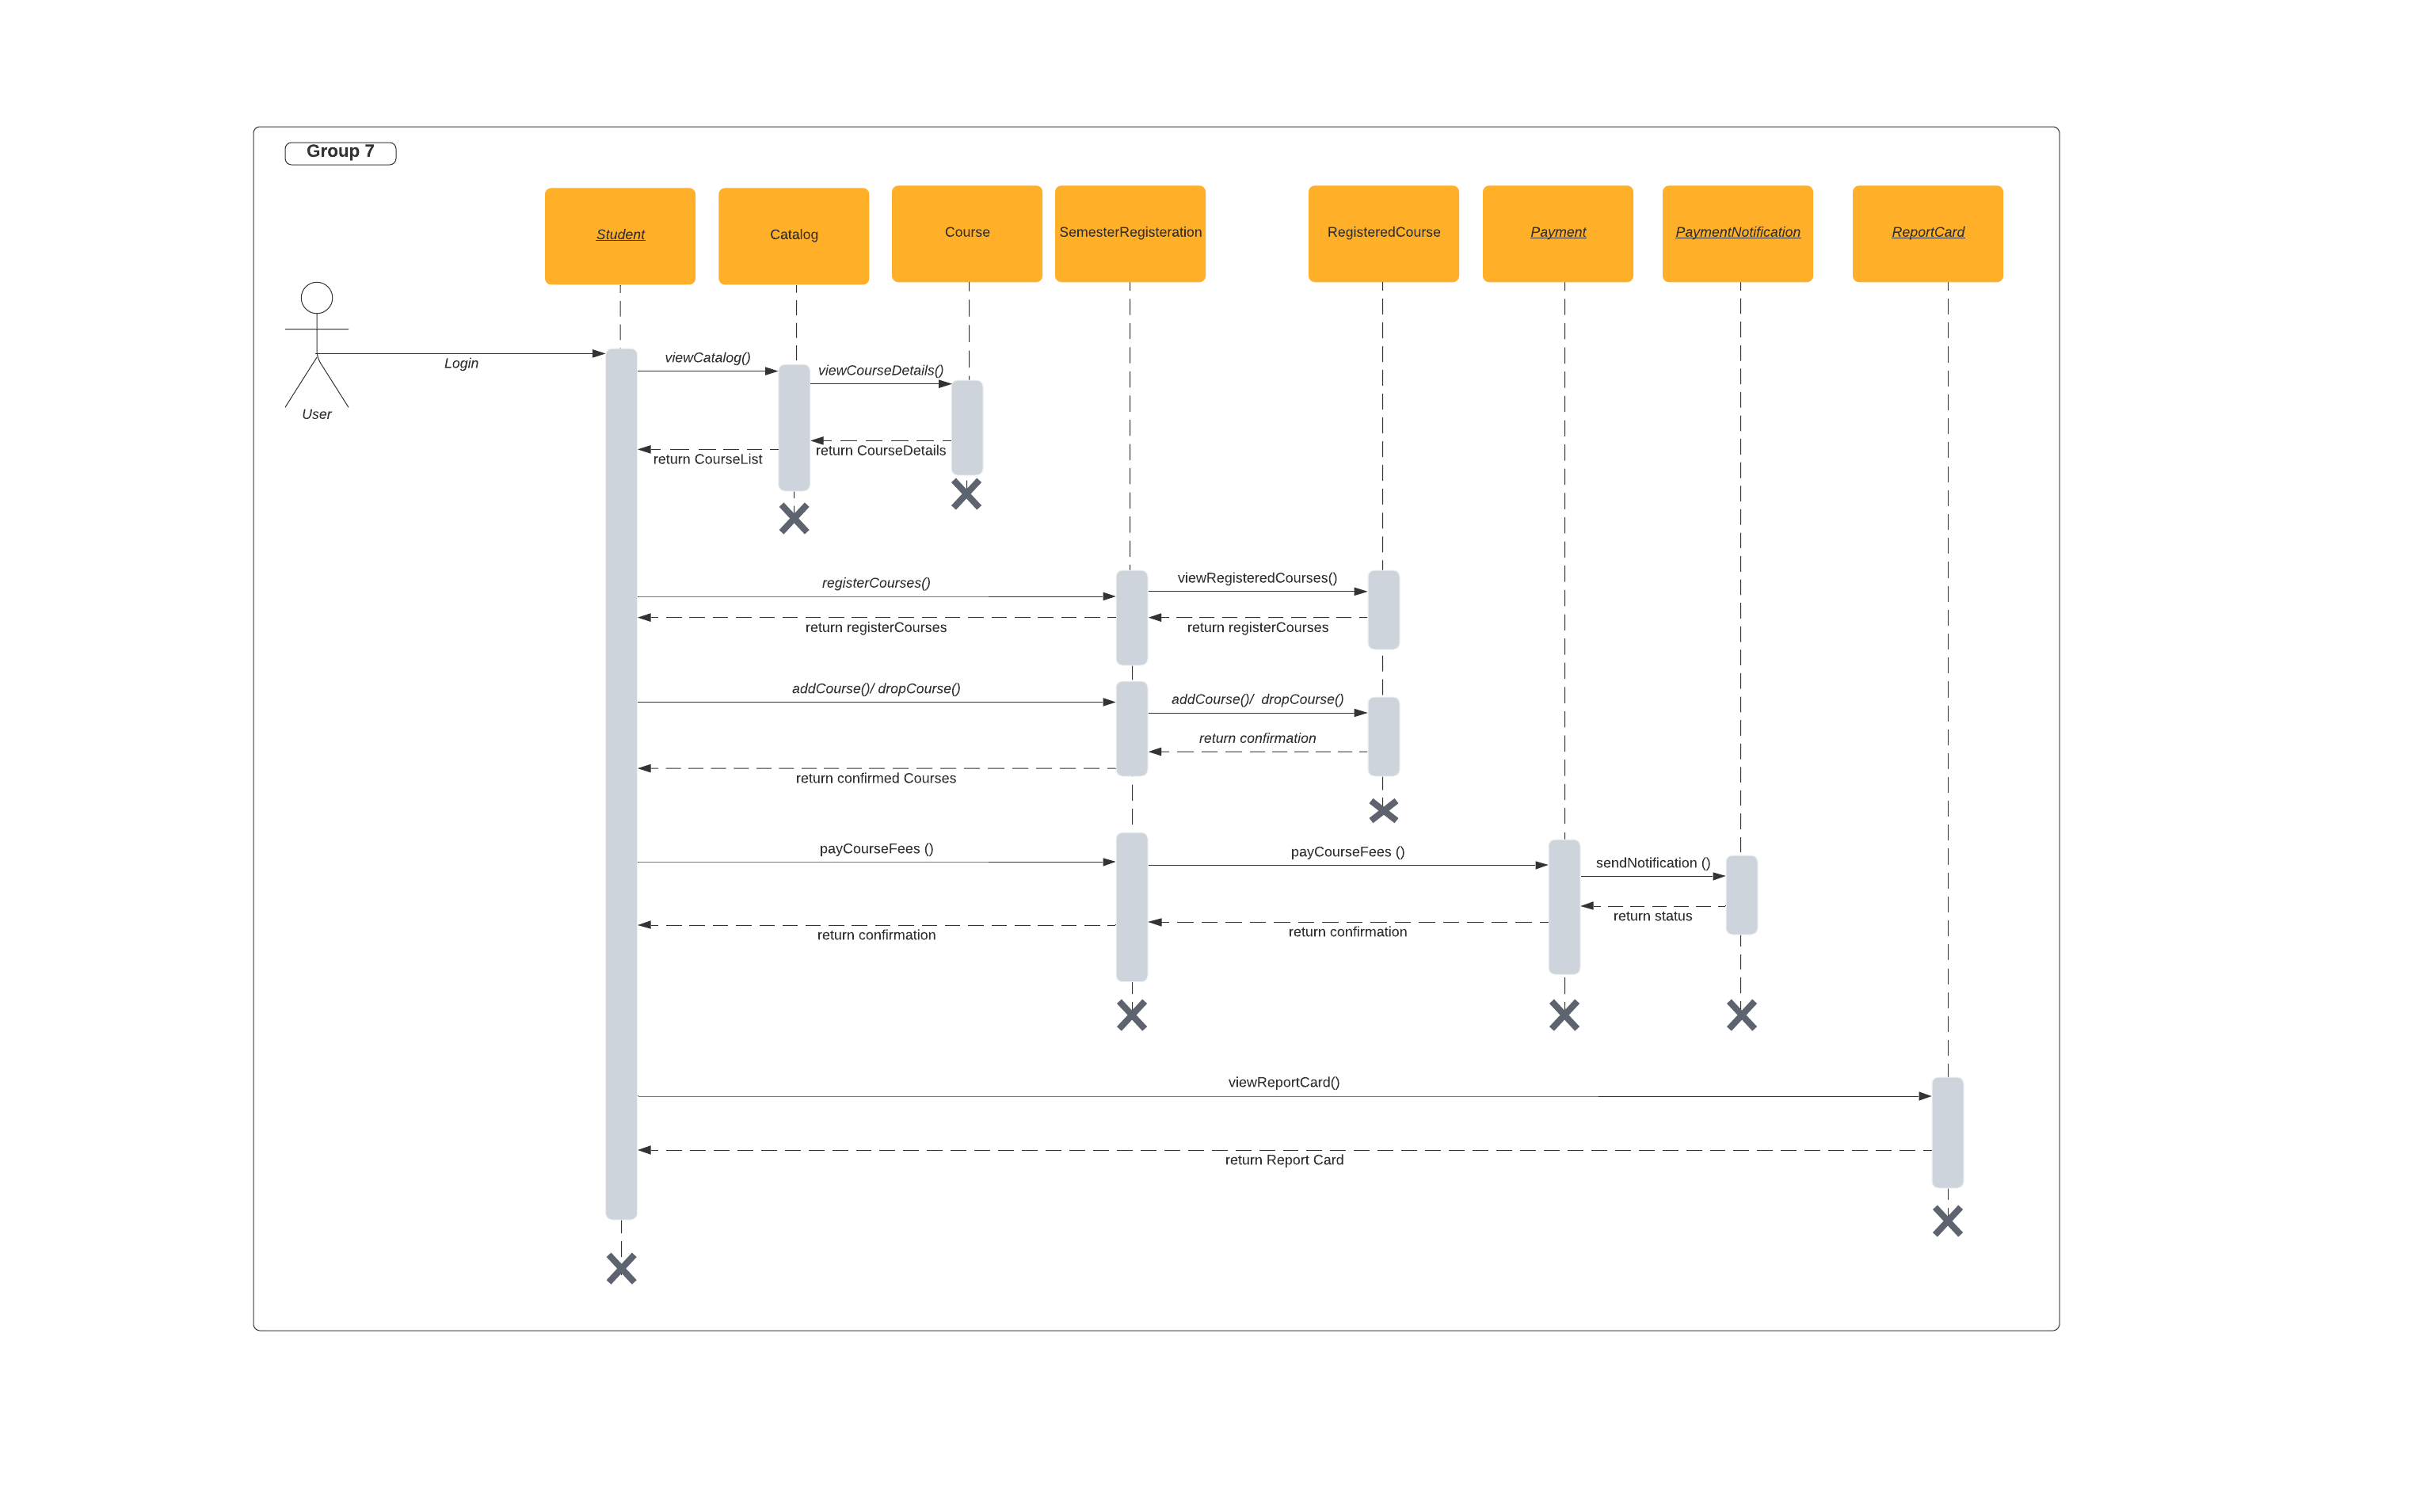 Group 7
Student
Catalog
Course
SemesterRegisteration
RegisteredCourse
Payment
PaymentNotification
ReportCard
User
Login
viewCatalog()
viewCourseDetails()
return CourseDetails
return CourseList
registerCourses()
viewRegisteredCourses()
return registerCourses
return registerCourses
addCourse()/ dropCourse()
addCourse()/  dropCourse()
return confirmation
return confirmed Courses
payCourseFees ()
payCourseFees ()
sendNotification ()
return status
return confirmation
return confirmation
viewReportCard()
return Report Card